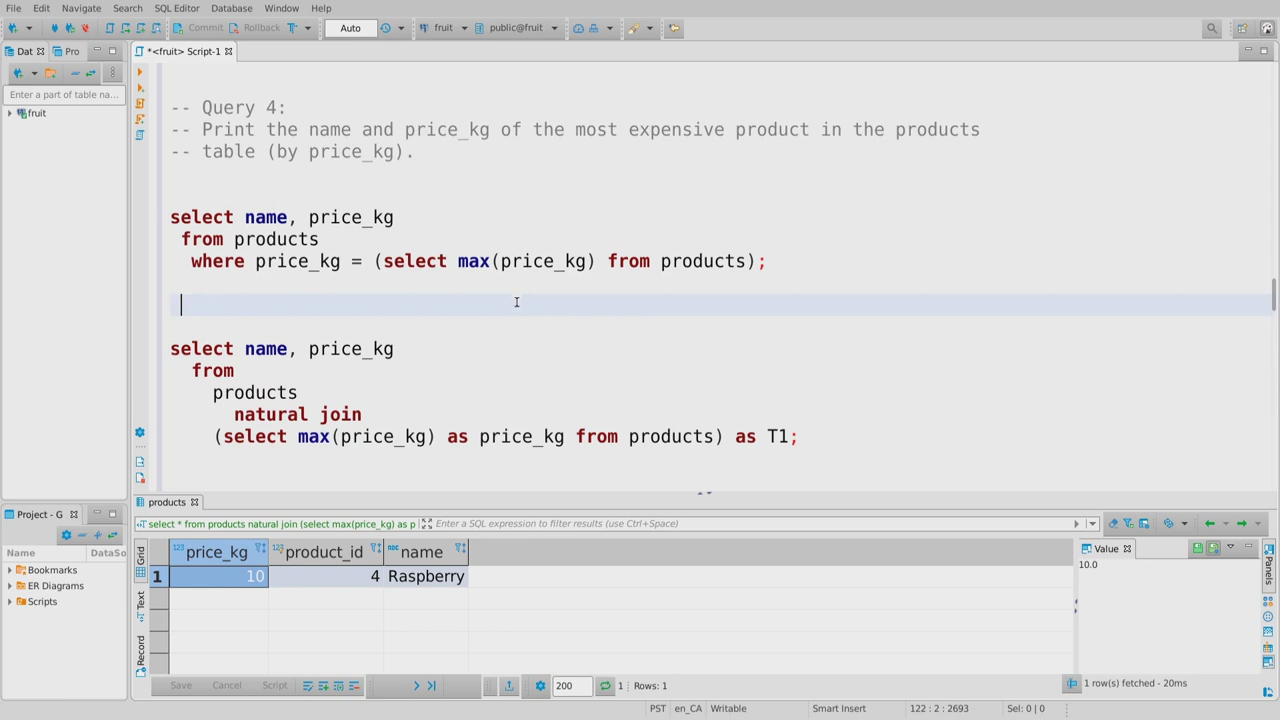 File Edit Navigate Search SQL Editor Database Window Help
Commit Rollback Auto fruit public@fruit
Dat Pro *<fruit> Script-1
Enter a part of table na...
fruit
-- Query 4:
-- Print the name and price_kg of the most expensive product in the products
-- table (by price_kg).
select name, price_kg
from products
where price_kg = (select max(price_kg) from products);
select name, price_kg
from
products
natural join
(select max(price_kg) as price_kg from products) as T1;
products
Project - G
select * from products natural join (select max(price_kg) as p Enter a SQL expression to filter results (use Ctrl+Space)
Name DataSo
Bookmarks
ER Diagrams
Scripts
Grid
Text
Record
123 price_kg 123 product_id abc name
1 10 4 Raspberry
Value
10.0
Panels
Save Cancel Script 200 1 Rows: 1
1 row(s) fetched - 20ms
PST en_CA Writable Smart Insert 122 : 2 : 2693 Sel: 0 | 0